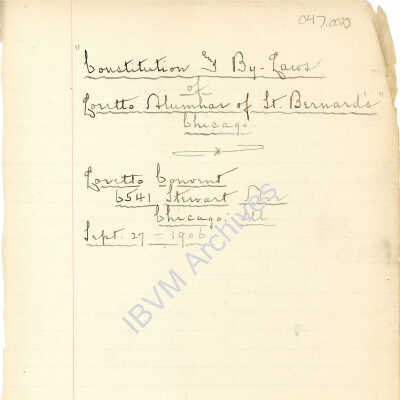 047.003
"Constitution & By-Laws
of
Loretto Alumnae of St. Bernard's"
Chicago
Loretto Convent
6541 Stewart Ave
Chicago, Ill
Sept. 27 - 1906
IBVM Archives